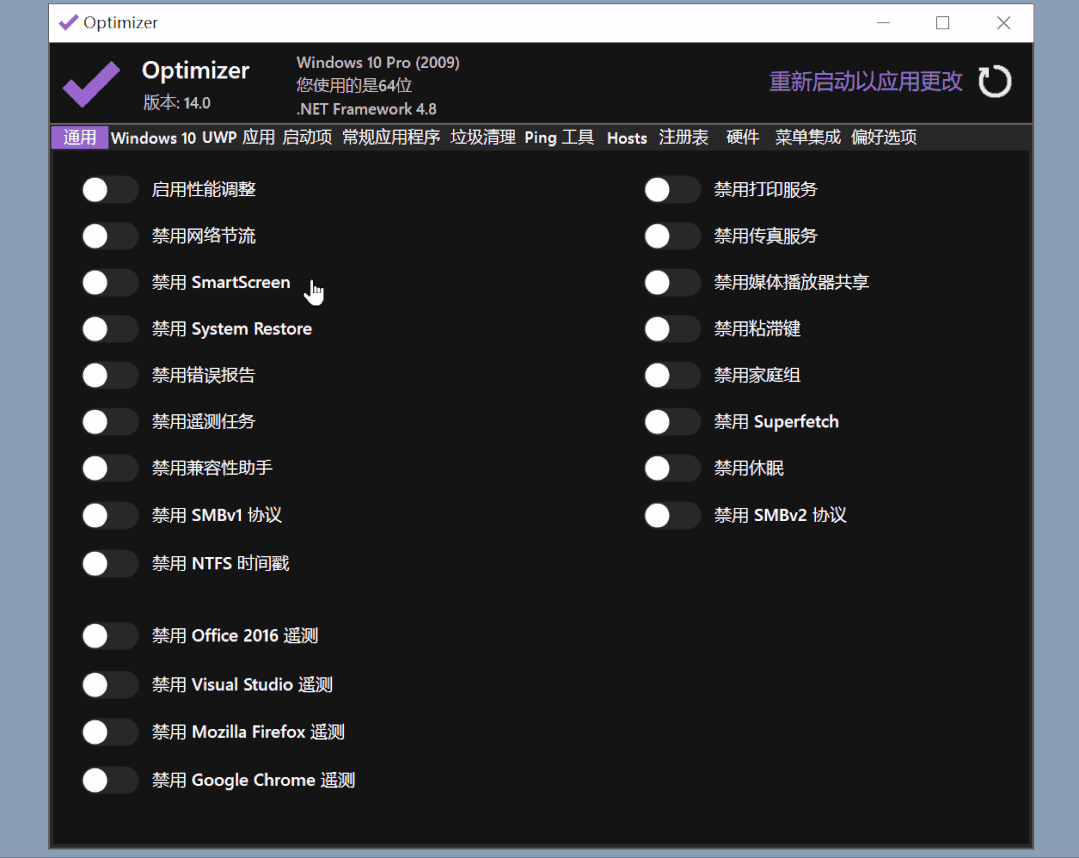 Optimizer
Optimizer
版本: 14.0
Windows 10 Pro (2009)
您使用的是64位
.NET Framework 4.8
重新启动以应用更改
通用 Windows 10 UWP 应用 启动项 常规应用程序 垃圾清理 Ping 工具 Hosts 注册表 硬件 菜单集成 偏好选项
启用性能调整
禁用网络节流
禁用 SmartScreen
禁用 System Restore
禁用错误报告
禁用遥测任务
禁用兼容性助手
禁用 SMBv1 协议
禁用 NTFS 时间戳
禁用 Office 2016 遥测
禁用 Visual Studio 遥测
禁用 Mozilla Firefox 遥测
禁用 Google Chrome 遥测
禁用打印服务
禁用传真服务
禁用媒体播放器共享
禁用粘滞键
禁用家庭组
禁用 Superfetch
禁用休眠
禁用 SMBv2 协议